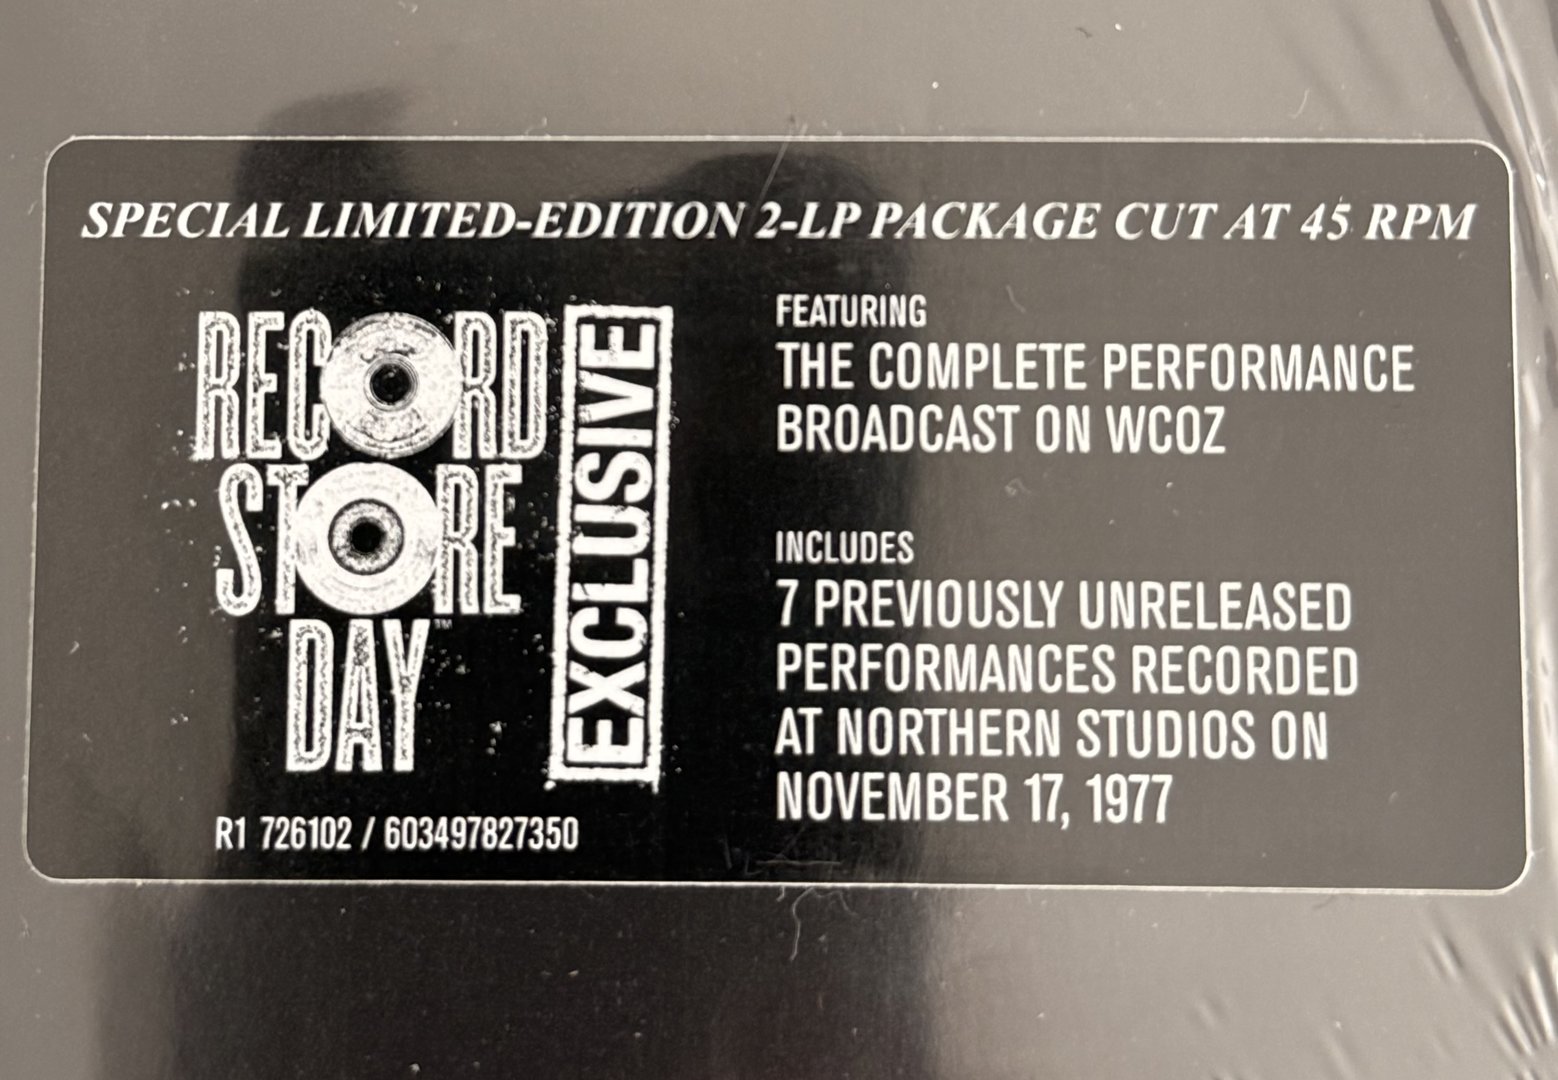 SPECIAL LIMITED-EDITION 2-LP PACKAGE CUT AT 45 RPM
RECORD
STORE
DAY™
EXCLUSIVE
R1 726102 / 603497827350
FEATURING
THE COMPLETE PERFORMANCE
BROADCAST ON WCOZ
INCLUDES
7 PREVIOUSLY UNRELEASED
PERFORMANCES RECORDED
AT NORTHERN STUDIOS ON
NOVEMBER 17, 1977